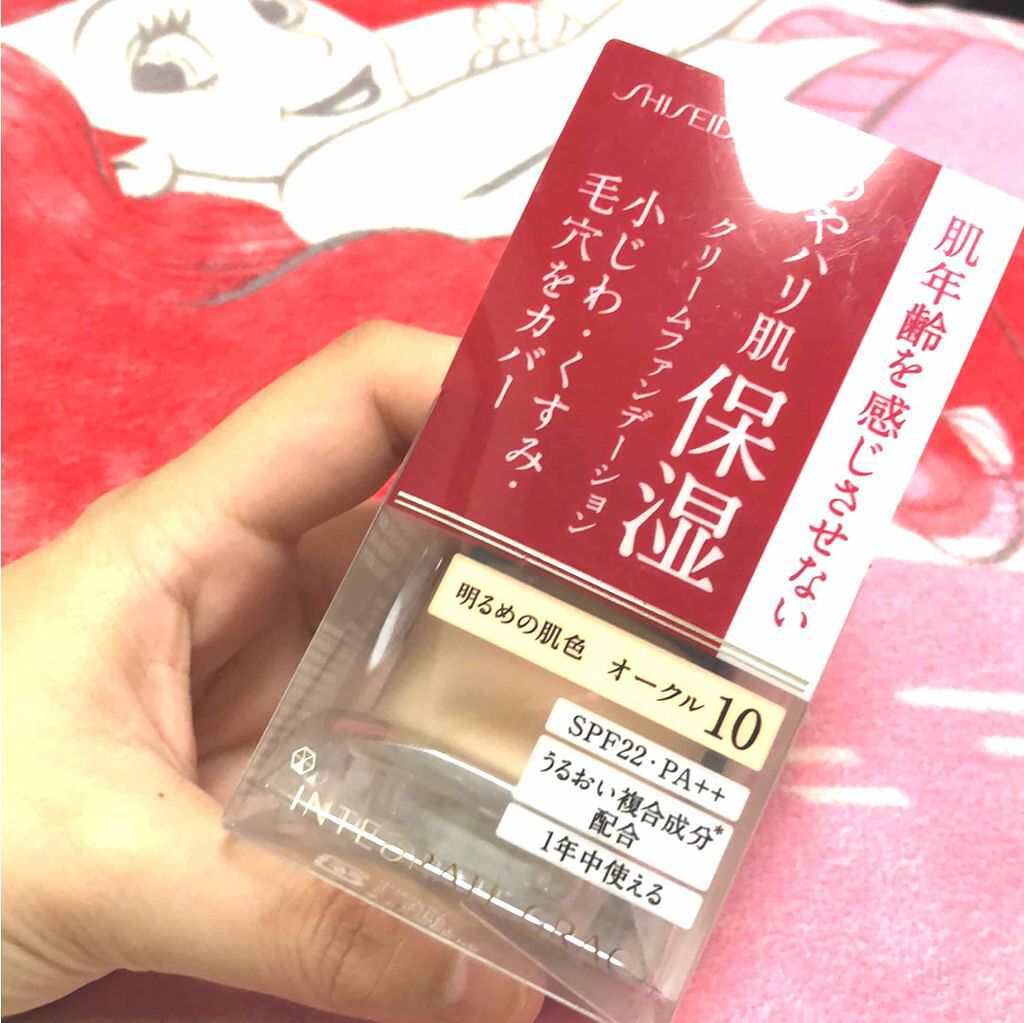 SHISEID
肌年齢を感じさせない
やハリ肌
保湿
クリームファンデーション
小じわ・くすみ・
毛穴をカバー
明るめの肌色 オークル10
SPF22・PA++
うるおい複合成分*
配合
1年中使える